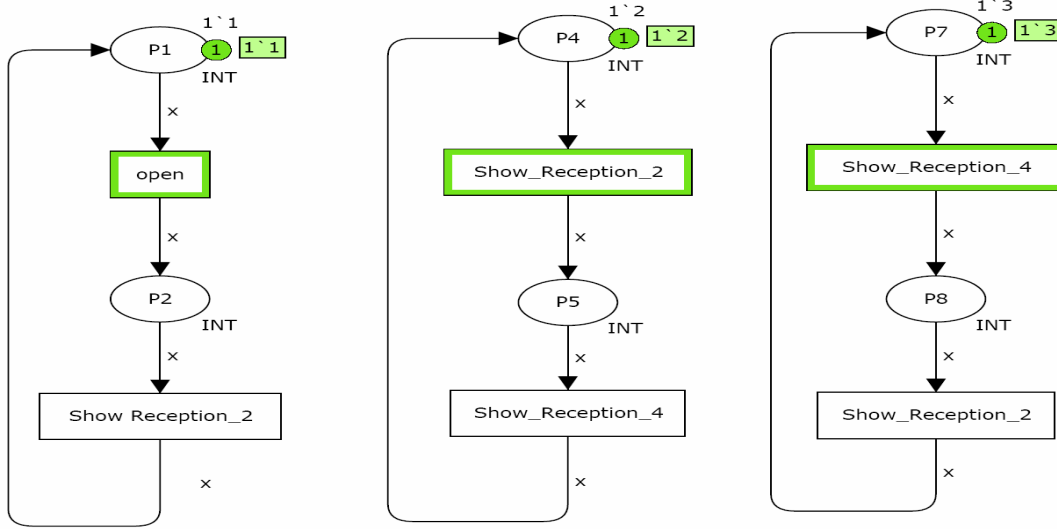 1`1
P1
1
1`1
INT
x
open
x
P2
INT
x
Show Reception_2
x
1`2
P4
1
1`2
INT
x
Show_Reception_2
x
P5
INT
x
Show_Reception_4
x
1`3
P7
1
1`3
INT
x
Show_Reception_4
x
P8
INT
x
Show_Reception_2
x